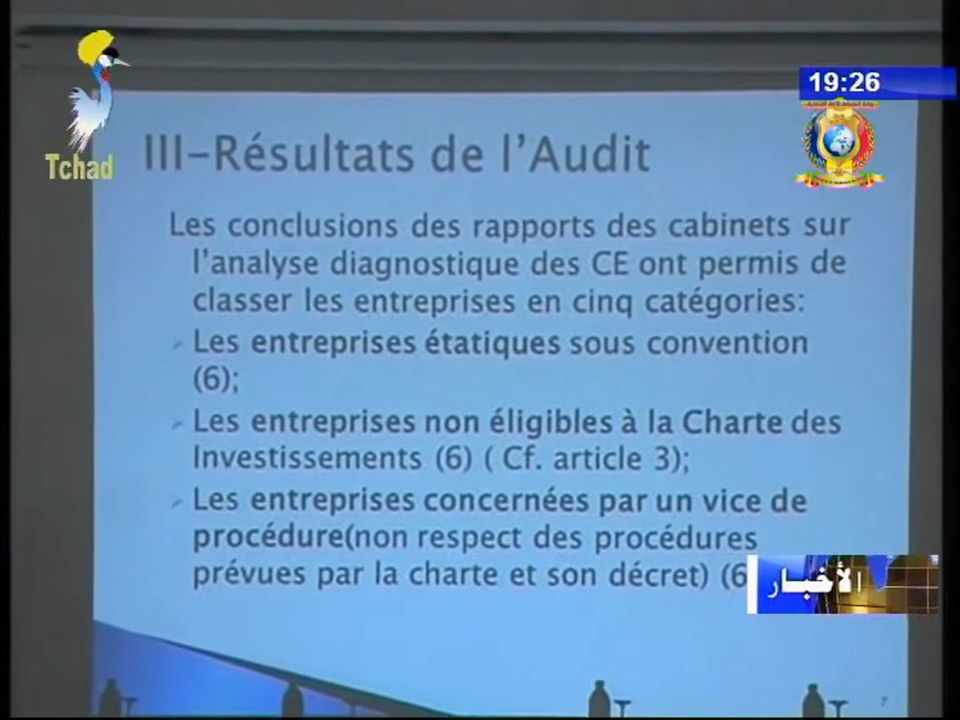 19:26
Tchad
III-Résultats de l'Audit
Les conclusions des rapports des cabinets sur
l'analyse diagnostique des CE ont permis de
classer les entreprises en cinq catégories:
Les entreprises étatiques sous convention
(6);
Les entreprises non éligibles à la Charte des
Investissements (6) ( Cf. article 3);
Les entreprises concernées par un vice de
procédure(non respect des procédures
prévues par la charte et son décret) (6
الأخبار
7